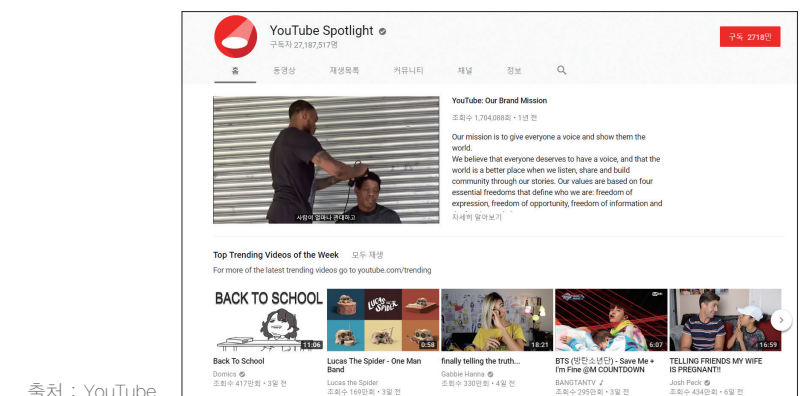 YouTube Spotlight
구독자 27,187,517명
구독 2718만
홈 동영상 재생목록 커뮤니티 채널 정보
YouTube: Our Brand Mission
조회수 1,704,088회 • 1년 전
Our mission is to give everyone a voice and show them the
world.
We believe that everyone deserves to have a voice, and that the
world is a better place when we listen, share and build
community through our stories. Our values are based on four
essential freedoms that define who we are: freedom of
expression, freedom of opportunity, freedom of information and
자세히 알아보기
사람이 얼마나 관대하고
Top Trending Videos of the Week 모두 재생
For more of the latest trending videos go to youtube.com/trending
BACK TO SCHOOL
11:06
LUCAS THE SPIDER
0:58
18:21
6:07
16:59
Back To School
Domics
조회수 417만회 • 3일 전
Lucas The Spider - One Man
Band
Lucas the Spider
조회수 169만회 • 3일 전
finally telling the truth...
Gabbie Hanna
조회수 330만회 • 4일 전
BTS (방탄소년단) - Save Me +
I'm Fine @M COUNTDOWN
BANGTANTV ♪
조회수 295만회 • 3일 전
TELLING FRIENDS MY WIFE
IS PREGNANT!!
Josh Peck
조회수 434만회 • 6일 전
출처 : YouTube